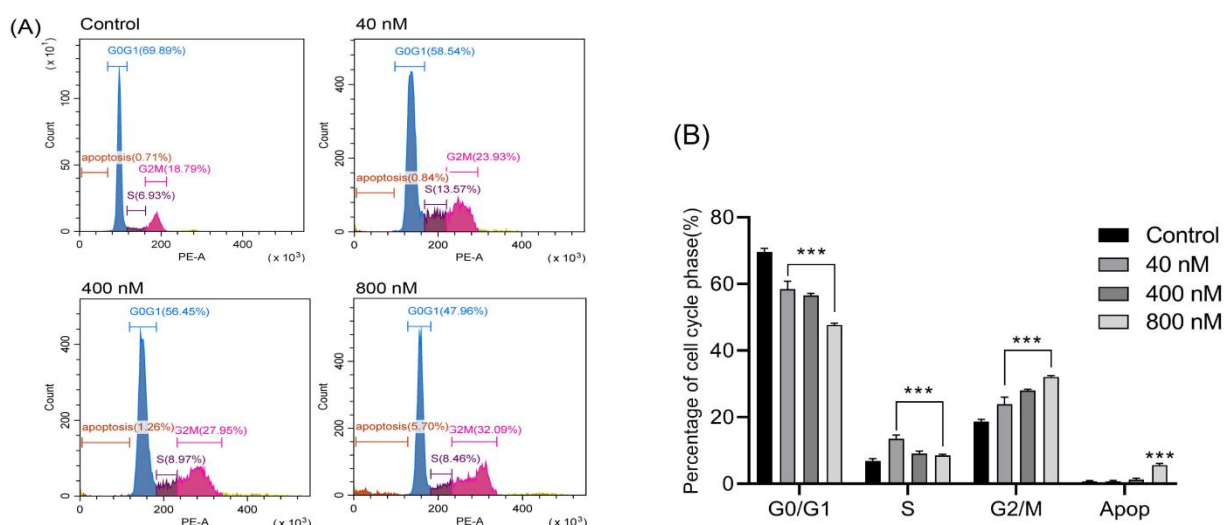 (A)
Control
(x 10¹)
Count
100
50
0
G0G1(69.89%)
apoptosis(0.71%)
G2M(18.79%)
S(6.93%)
0
200
400
PE-A
(x 10³)
40 nM
Count
400
200
0
G0G1(58.54%)
apoptosis(0.84%)
G2M(23.93%)
S(13.57%)
0
200
400
PE-A
(x 10³)
400 nM
Count
400
200
0
G0G1(56.45%)
apoptosis(1.26%)
G2M(27.95%)
S(8.97%)
0
200
400
PE-A
(x 10³)
800 nM
Count
400
200
0
G0G1(47.96%)
apoptosis(5.70%)
G2M(32.09%)
S(8.46%)
0
200
400
PE-A
(x 10³)
(B)
Percentage of cell cycle phase(%)
80
60
40
20
0
***
***
***
***
G0/G1
S
G2/M
Apop
Control
40 nM
400 nM
800 nM